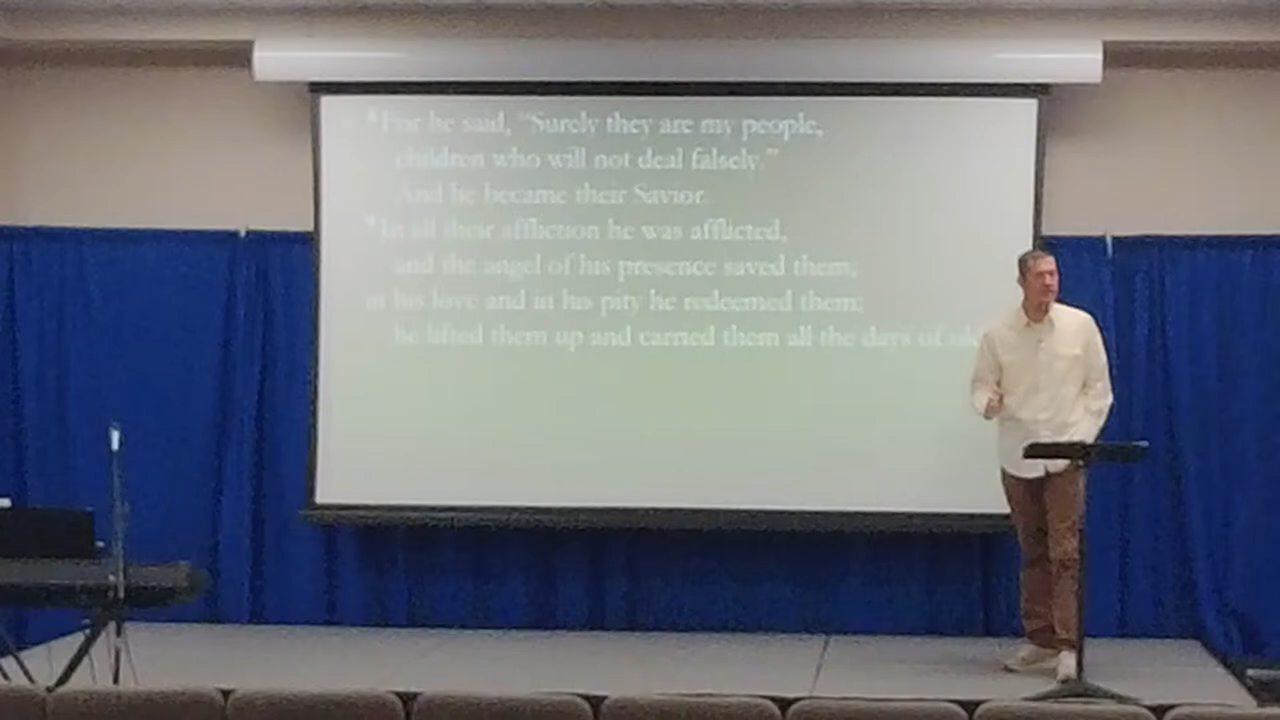 ⁸For he said, “Surely they are my people,
children who will not deal falsely.”
And he became their Savior.
⁹In all their affliction he was afflicted,
and the angel of his presence saved them;
in his love and in his pity he redeemed them;
he lifted them up and carried them all the days of